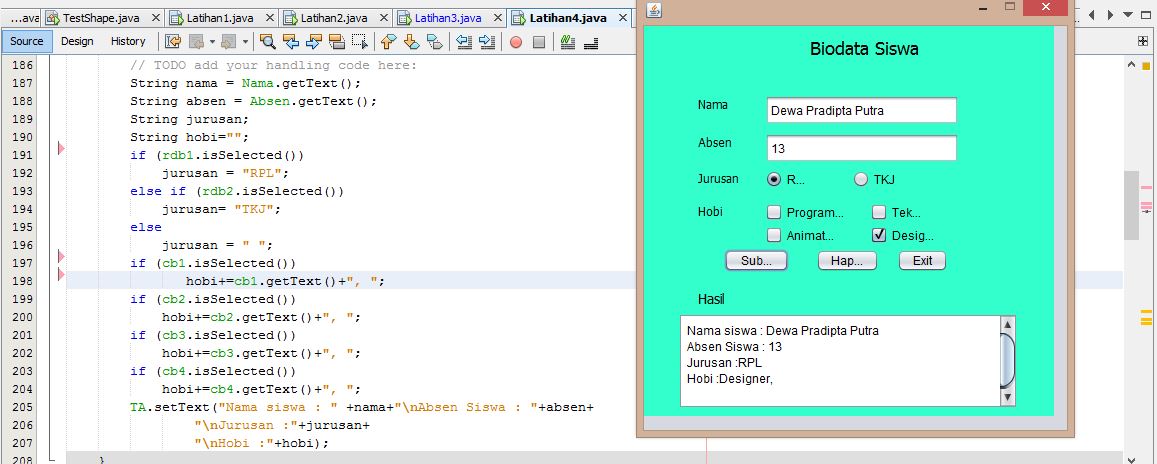 ...ava TestShape.java Latihan1.java Latihan2.java Latihan3.java Latihan4.java
Source Design History
186 // TODO add your handling code here:
187 String nama = Nama.getText();
188 String absen = Absen.getText();
189 String jurusan;
190 String hobi="";
191 if (rdb1.isSelected())
192 jurusan = "RPL";
193 else if (rdb2.isSelected())
194 jurusan= "TKJ";
195 else
196 jurusan = " ";
197 if (cb1.isSelected())
198 hobi+=cb1.getText()+", ";
199 if (cb2.isSelected())
200 hobi+=cb2.getText()+", ";
201 if (cb3.isSelected())
202 hobi+=cb3.getText()+", ";
203 if (cb4.isSelected())
204 hobi+=cb4.getText()+", ";
205 TA.setText("Nama siswa : " +nama+"\nAbsen Siswa : "+absen+
206 "\nJurusan :"+jurusan+
207 "\nHobi :"+hobi);
208 }
Biodata Siswa
Nama Dewa Pradipta Putra
Absen 13
Jurusan R... TKJ
Hobi Program... Tek...
Animat... Desig...
Sub... Hap... Exit
Hasil
Nama siswa : Dewa Pradipta Putra
Absen Siswa : 13
Jurusan :RPL
Hobi :Designer,